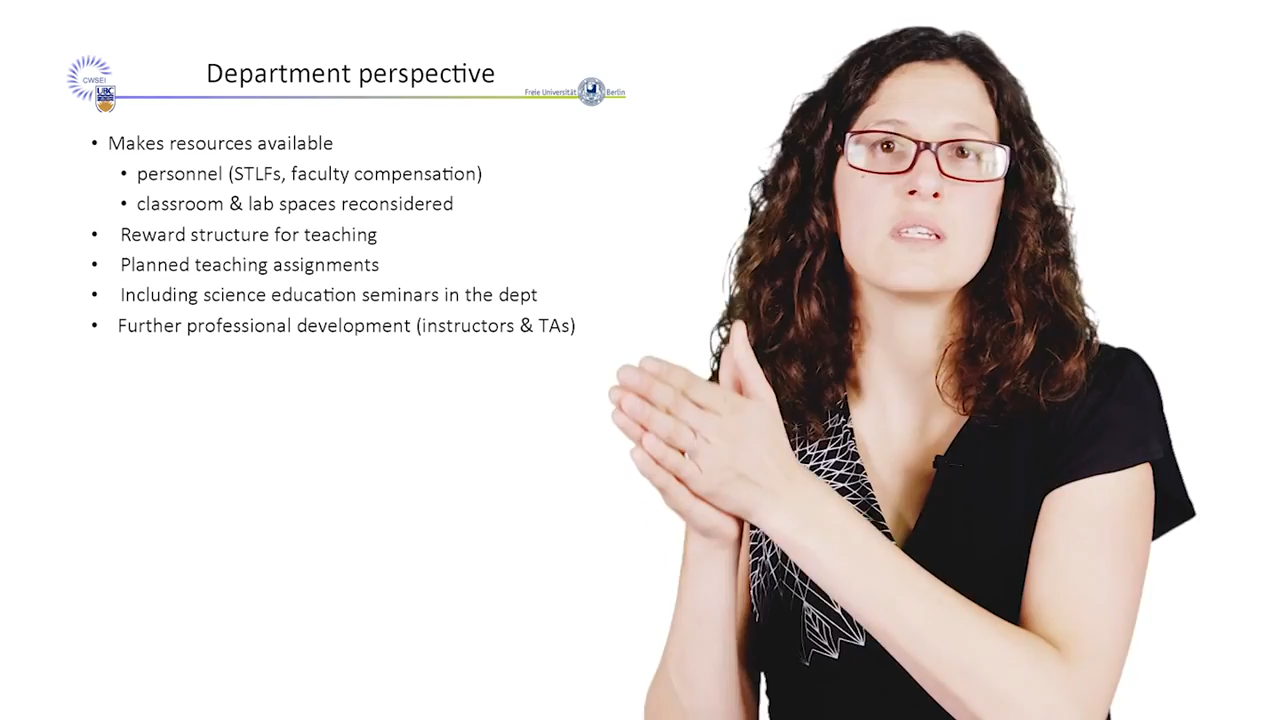 Department perspective
CWSEI
UBC
Freie Universität Berlin
• Makes resources available
• personnel (STLFs, faculty compensation)
• classroom & lab spaces reconsidered
• Reward structure for teaching
• Planned teaching assignments
• Including science education seminars in the dept
• Further professional development (instructors & TAs)